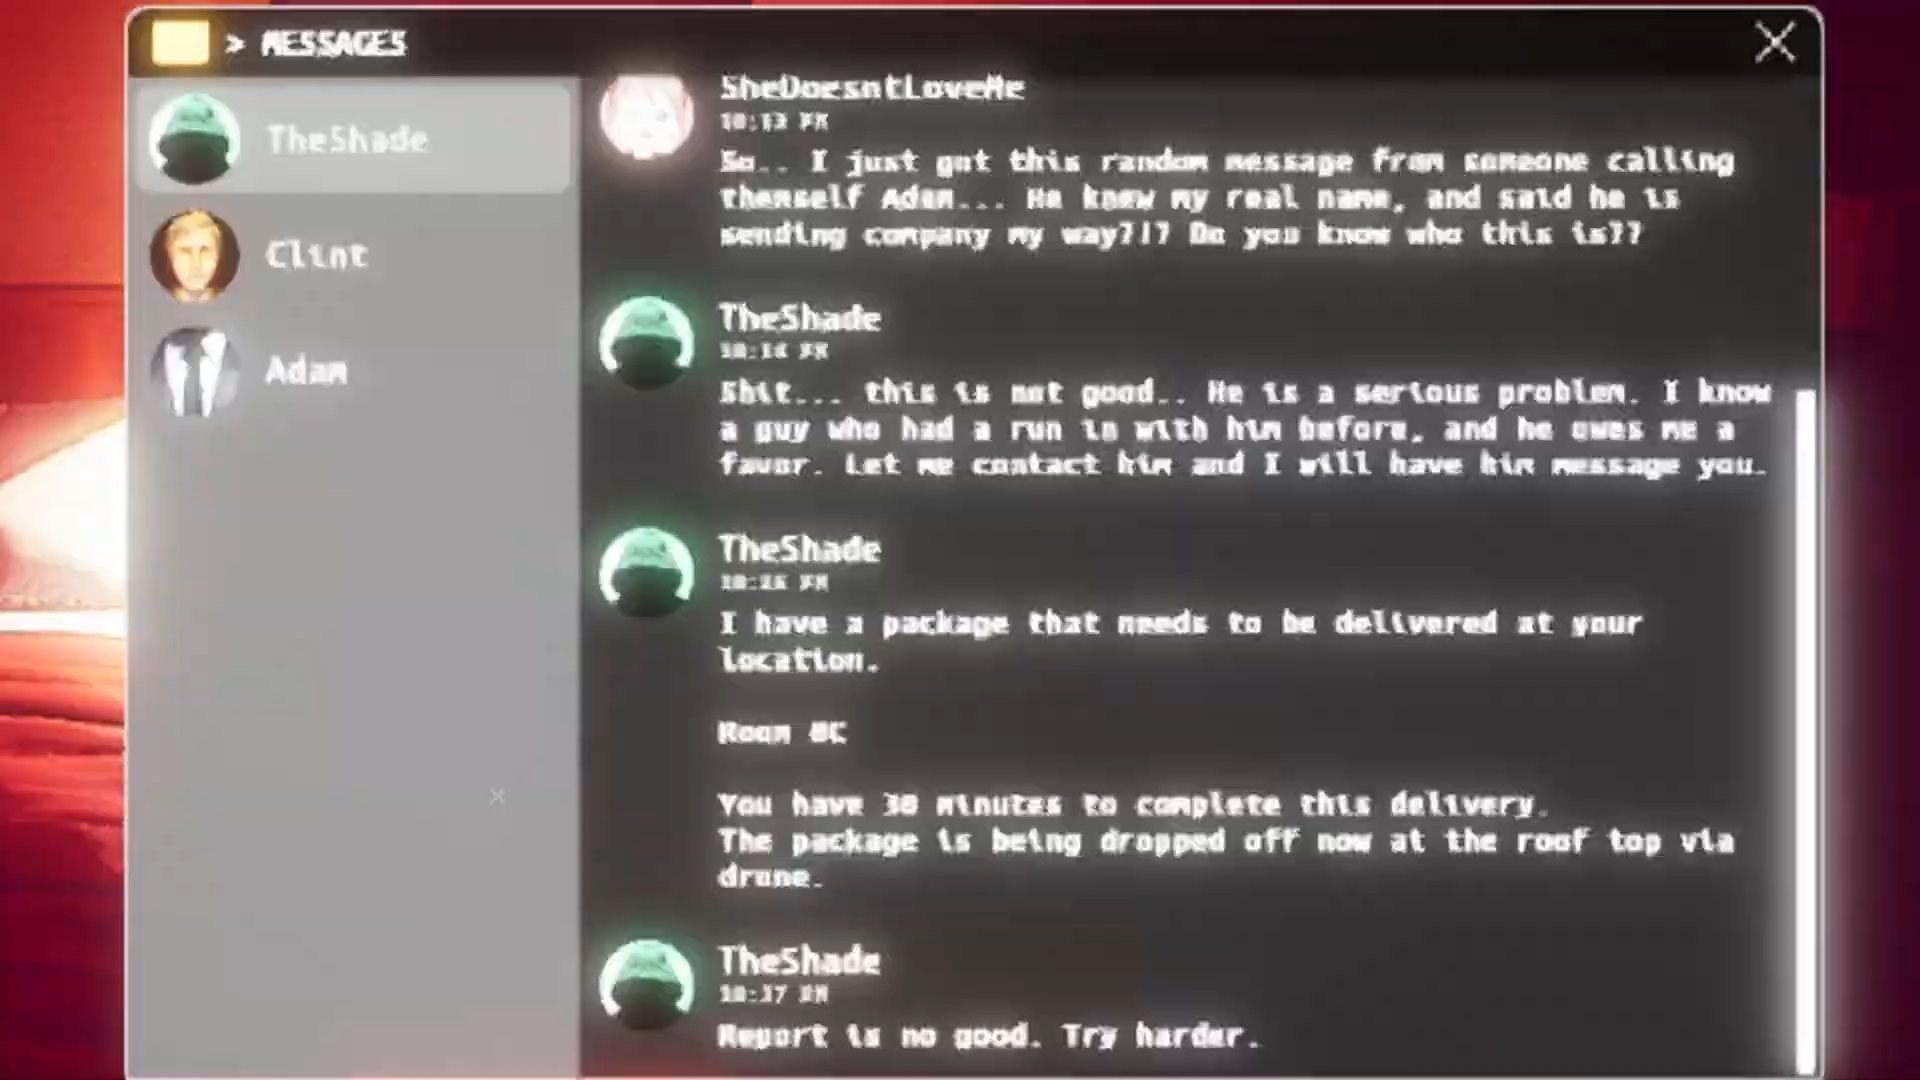 > MESSAGES
TheShade
Clint
Adam
SheDoesntLoveMe
10:13 PM
So.. I just got this random message from someone calling
themself Adam... He knew my real name, and said he is
sending company my way?!? Do you know who this is??
TheShade
10:14 PM
Shit... this is not good.. He is a serious problem. I know
a guy who had a run in with him before, and he owes me a
favor. Let me contact him and I will have him message you.
TheShade
PM
I have a package that needs to be delivered at your
location.
Room
You have 30 minutes to complete this delivery.
The package is being dropped off now at the roof top via
drone.
TheShade
PM
Report is no good. Try harder.